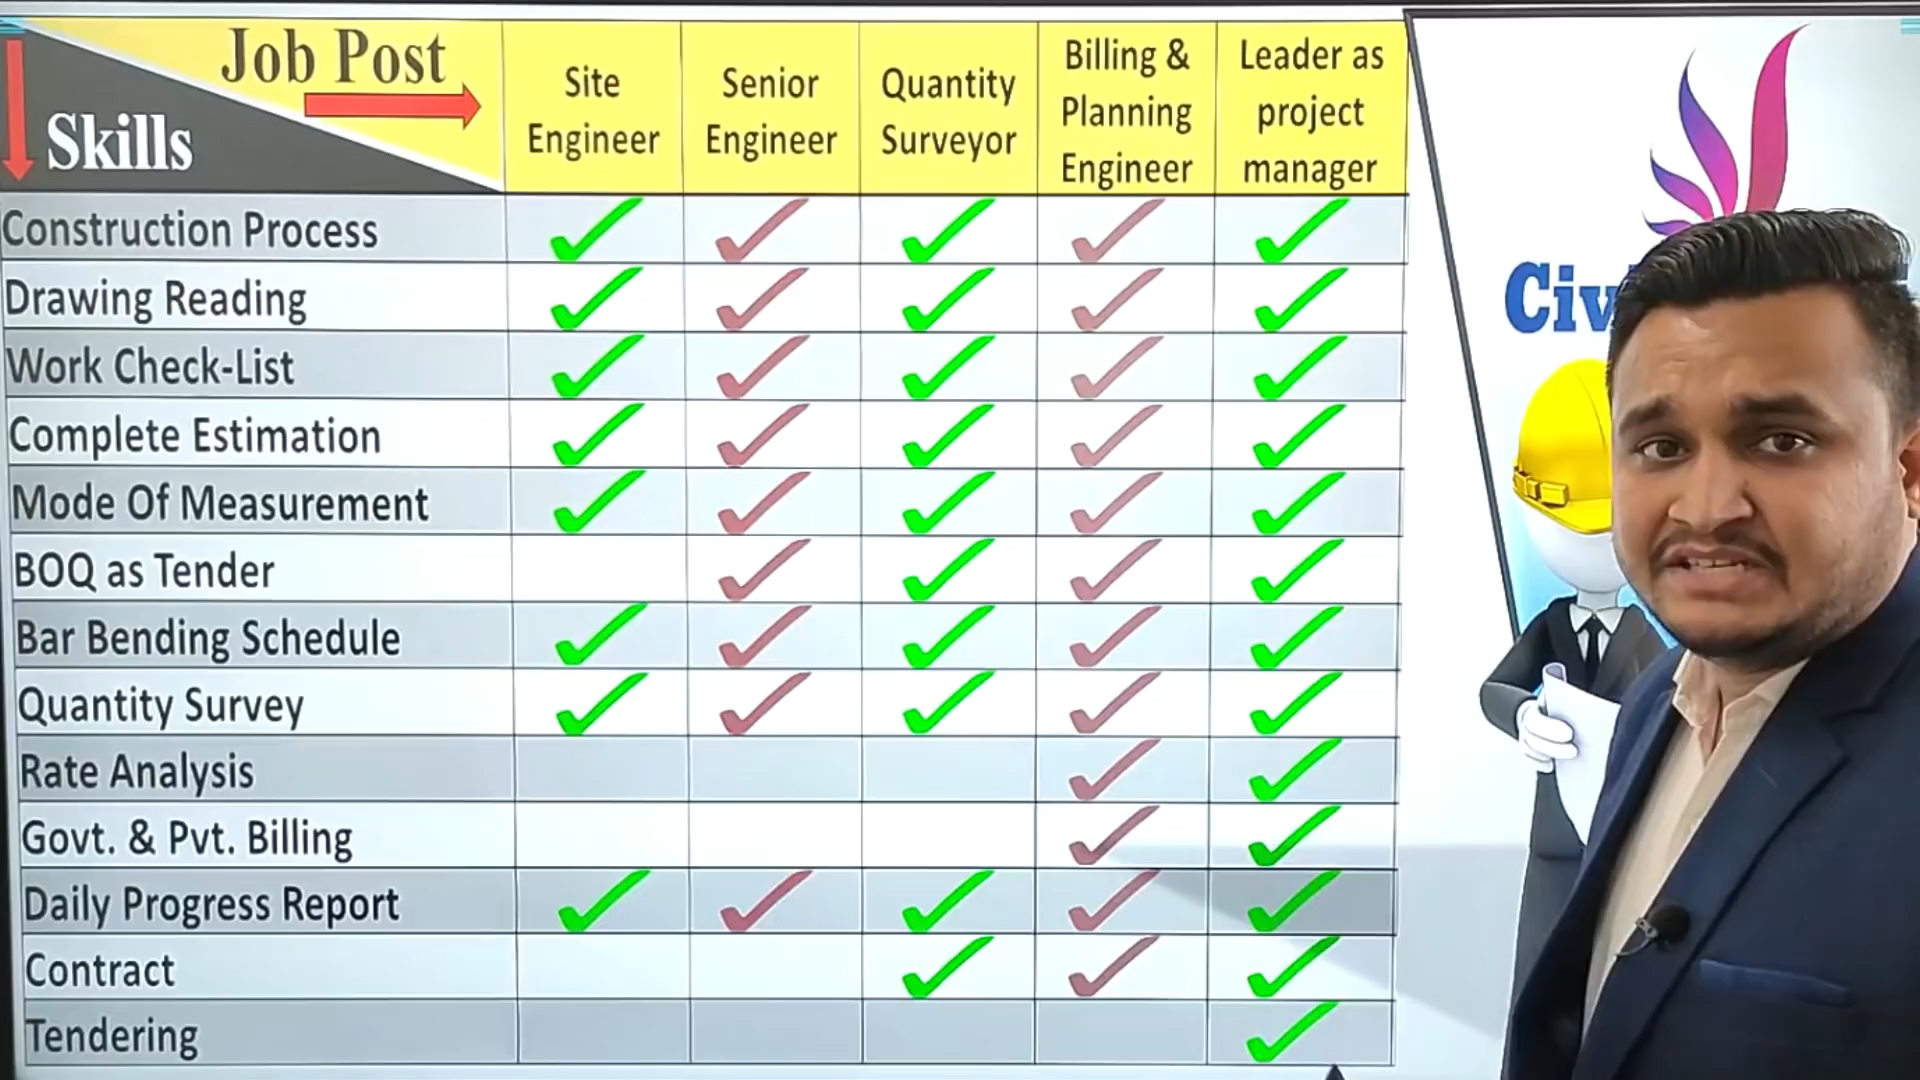 Job Post
Skills
Site
Engineer
Senior
Engineer
Quantity
Surveyor
Billing &
Planning
Engineer
Leader as
project
manager
Construction Process
Drawing Reading
Work Check-List
Complete Estimation
Mode Of Measurement
BOQ as Tender
Bar Bending Schedule
Quantity Survey
Rate Analysis
Govt. & Pvt. Billing
Daily Progress Report
Contract
Tendering